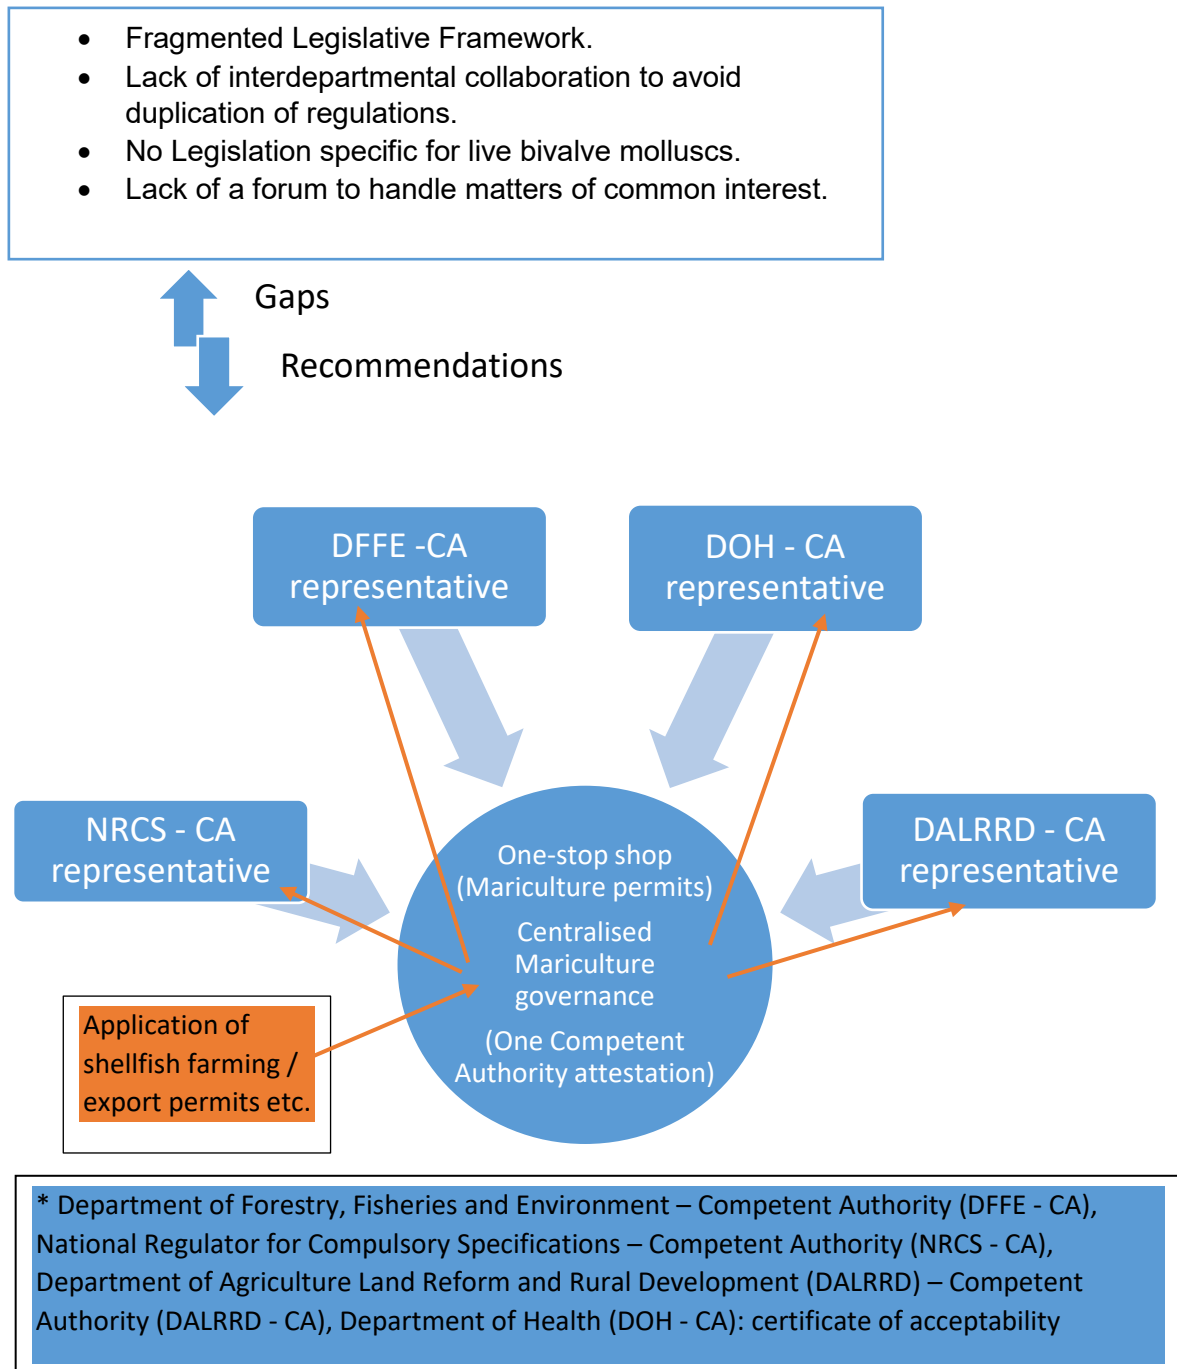 • Fragmented Legislative Framework.
• Lack of interdepartmental collaboration to avoid
duplication of regulations.
• No Legislation specific for live bivalve molluscs.
• Lack of a forum to handle matters of common interest.
Gaps
Recommendations
DFFE -CA
representative
DOH - CA
representative
NRCS - CA
representative
DALRRD - CA
representative
One-stop shop
(Mariculture permits)
Centralised
Mariculture
governance
(One Competent
Authority attestation)
Application of
shellfish farming /
export permits etc.
* Department of Forestry, Fisheries and Environment – Competent Authority (DFFE - CA),
National Regulator for Compulsory Specifications – Competent Authority (NRCS - CA),
Department of Agriculture Land Reform and Rural Development (DALRRD) – Competent
Authority (DALRRD - CA), Department of Health (DOH - CA): certificate of acceptability